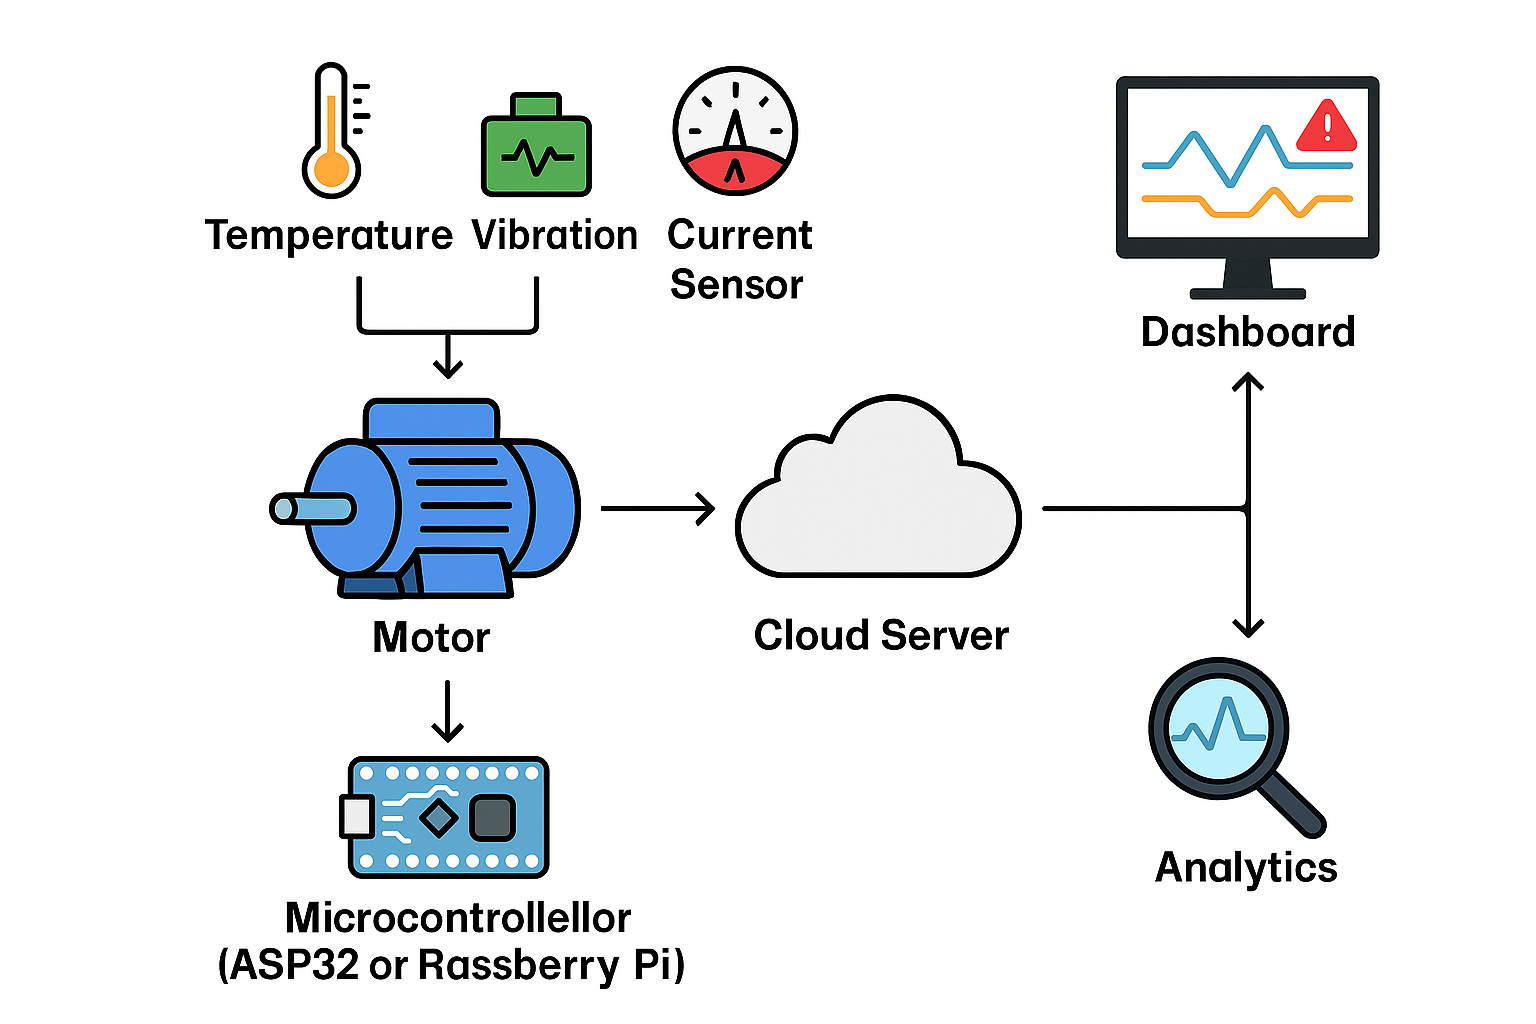 Temperature
Vibration
Current
Sensor
Dashboard
Motor
Cloud Server
Microcontrollellor
(ASP32 or Rassberry Pi)
Analytics